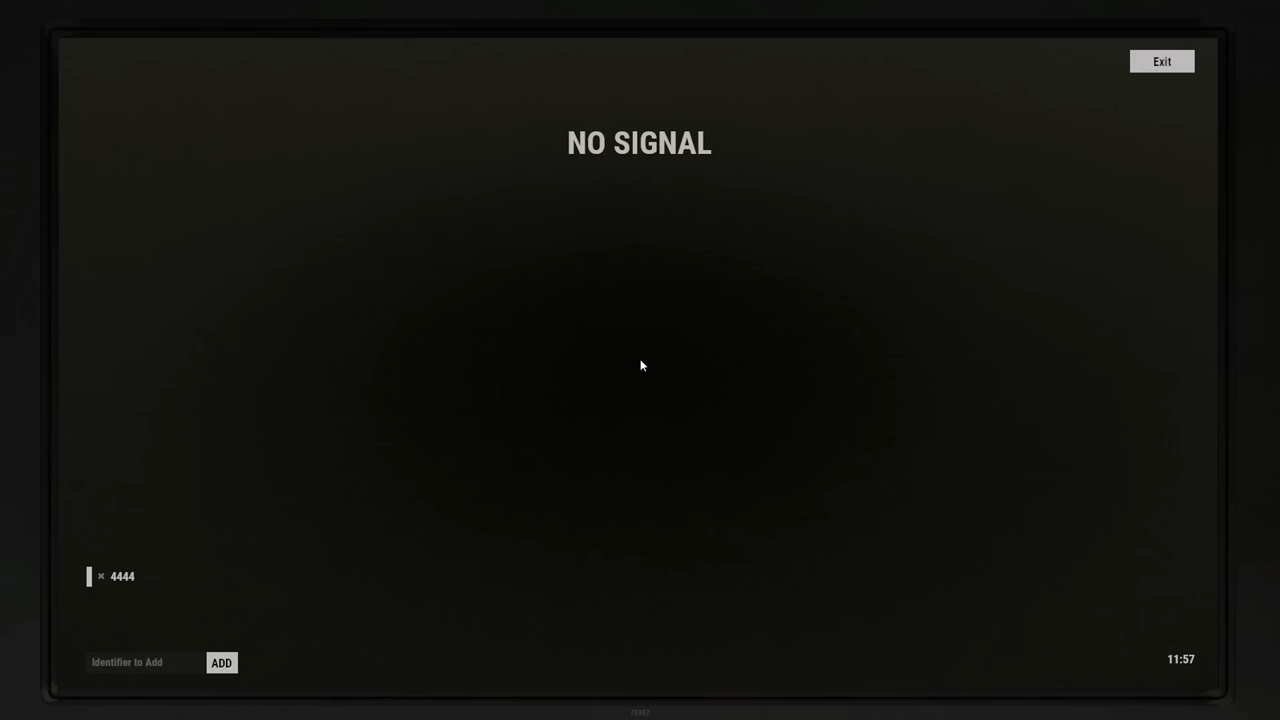 Exit
NO SIGNAL
× 4444
Identifier to Add
ADD
11:57